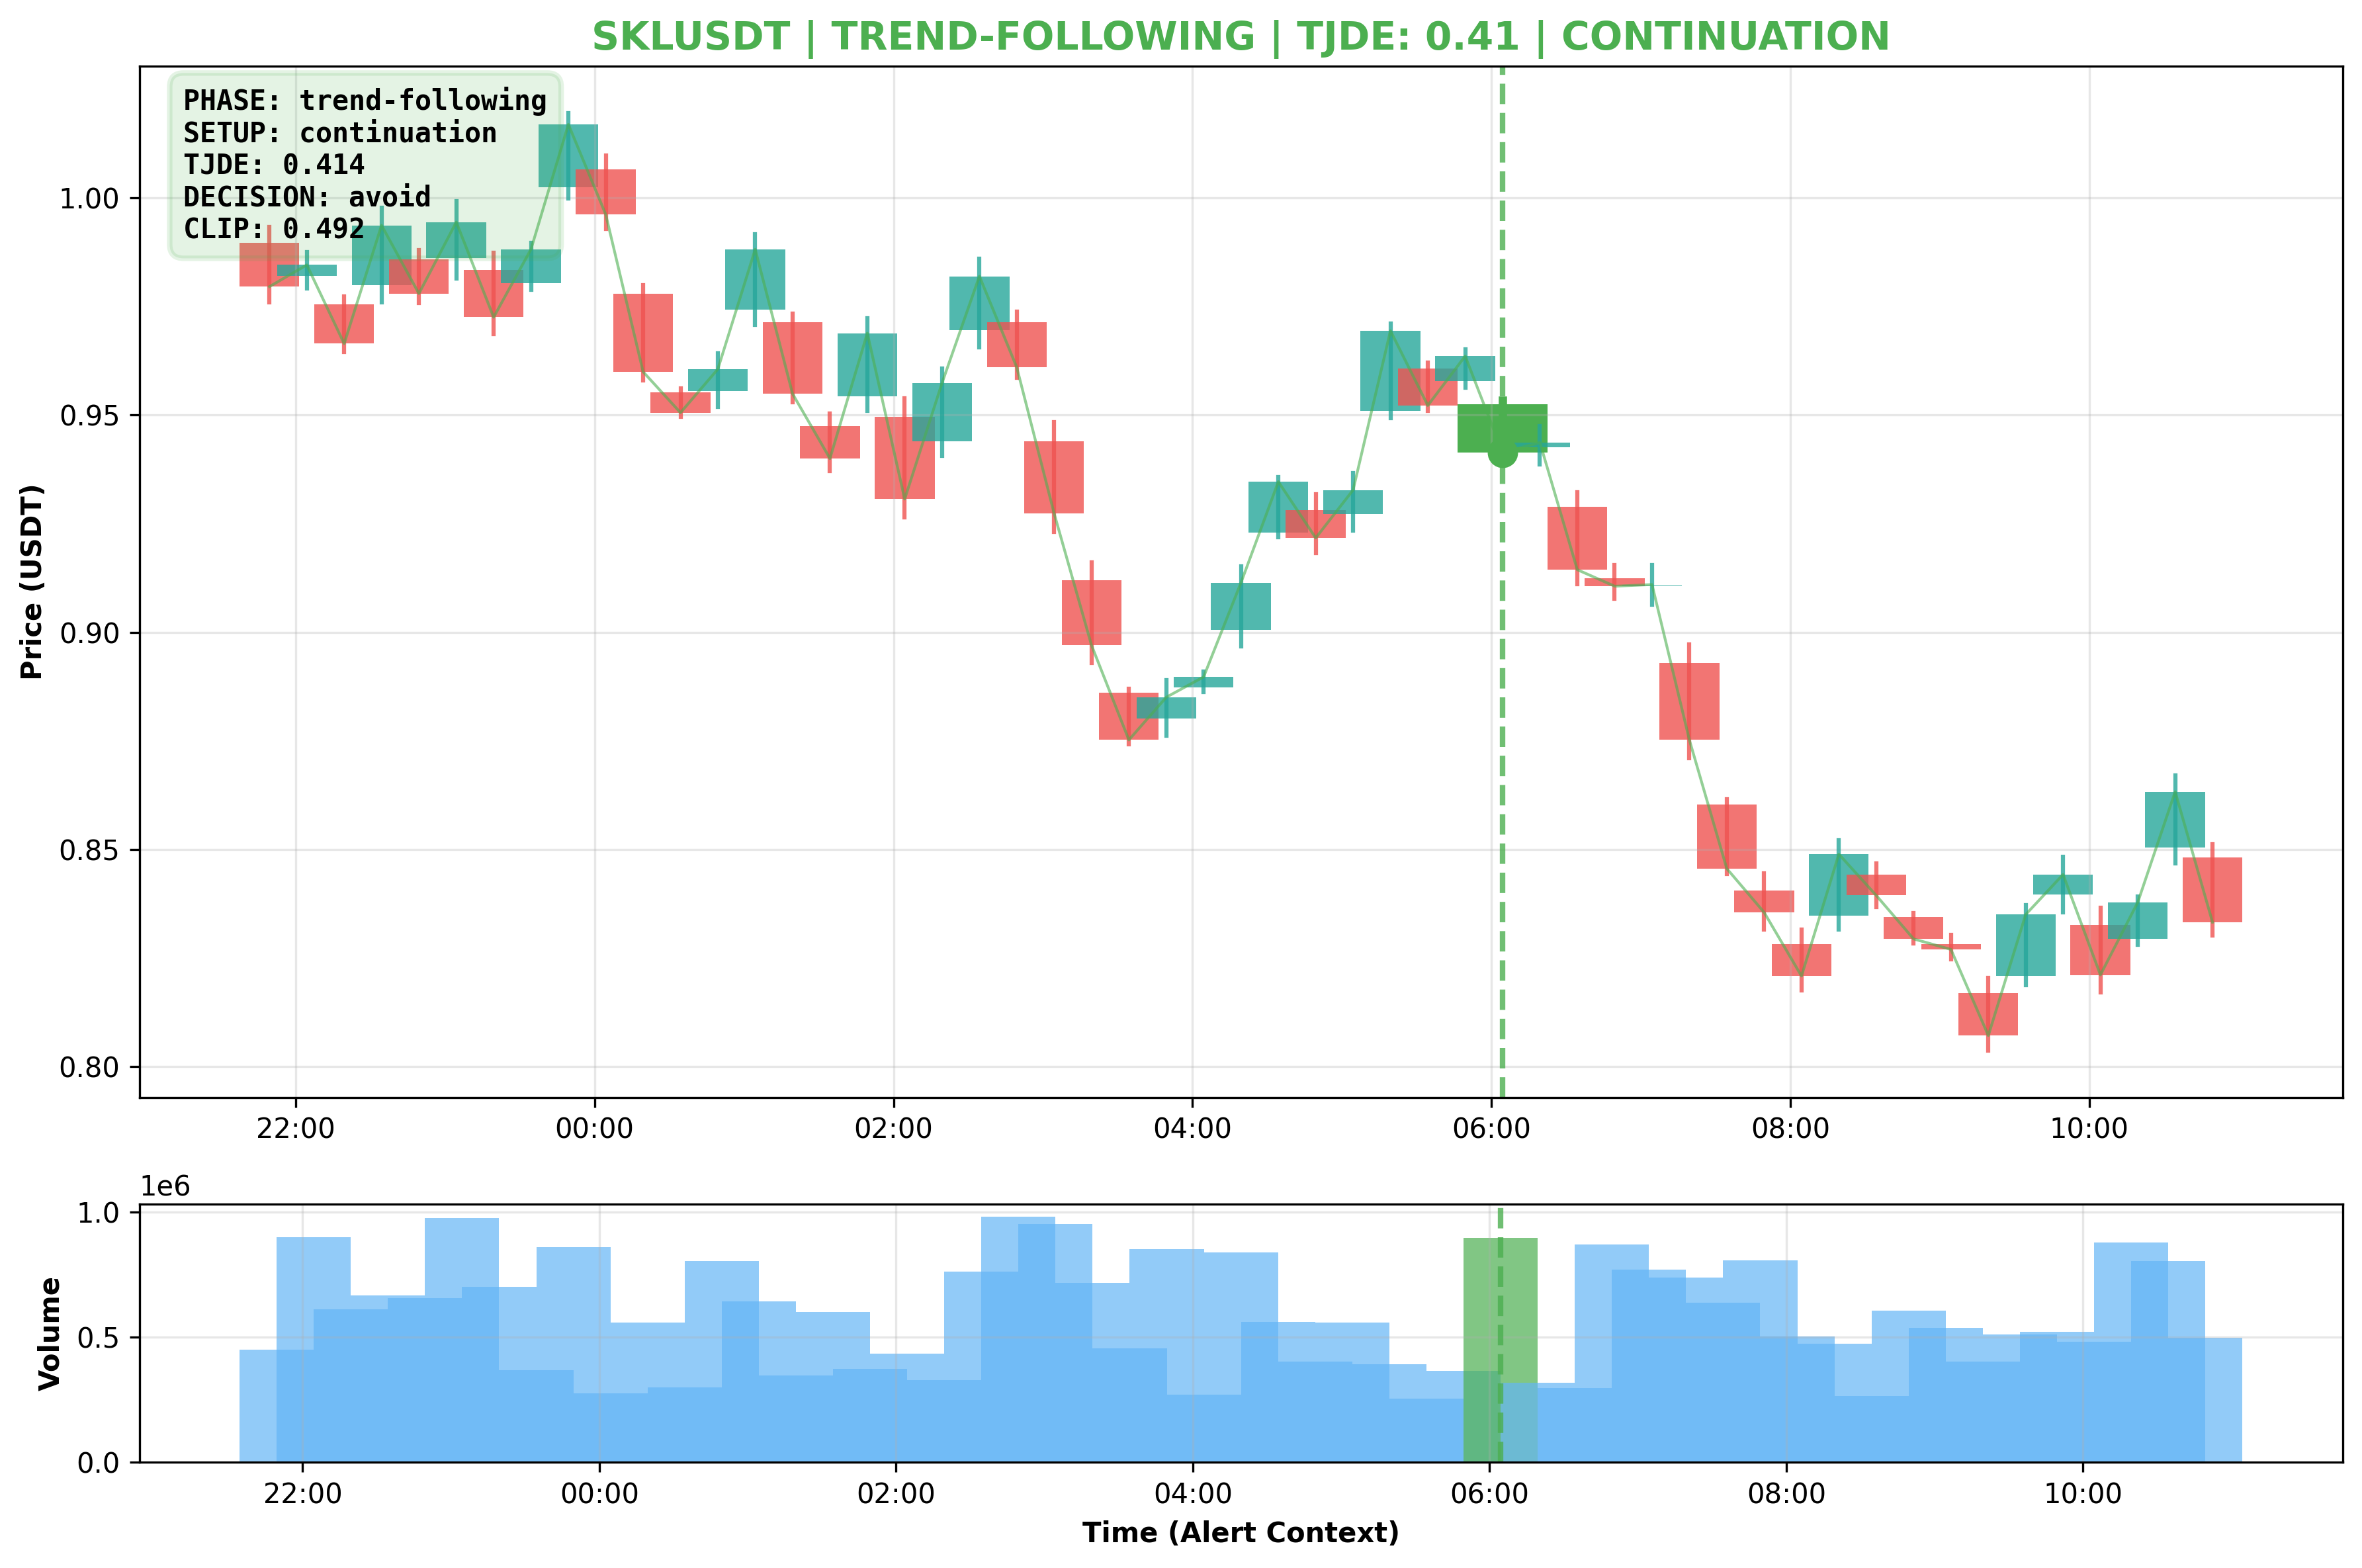 SKLUSDT | TREND-FOLLOWING | TJDE: 0.41 | CONTINUATION
PHASE: trend-following
SETUP: continuation
TJDE: 0.414
DECISION: avoid
CLIP: 0.492
Price (USDT)
1.00
0.95
0.90
0.85
0.80
22:00 00:00 02:00 04:00 06:00 08:00 10:00
1e6
Volume
1.0
0.5
0.0
22:00 00:00 02:00 04:00 06:00 08:00 10:00
Time (Alert Context)